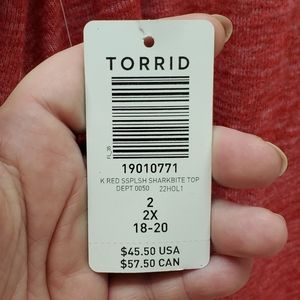 TORRID
FL_35
19010771
K RED SSPLSH SHARKBITE TOP
DEPT 0050 22HOL1
2
2X
18-20
$45.50 USA
$57.50 CAN